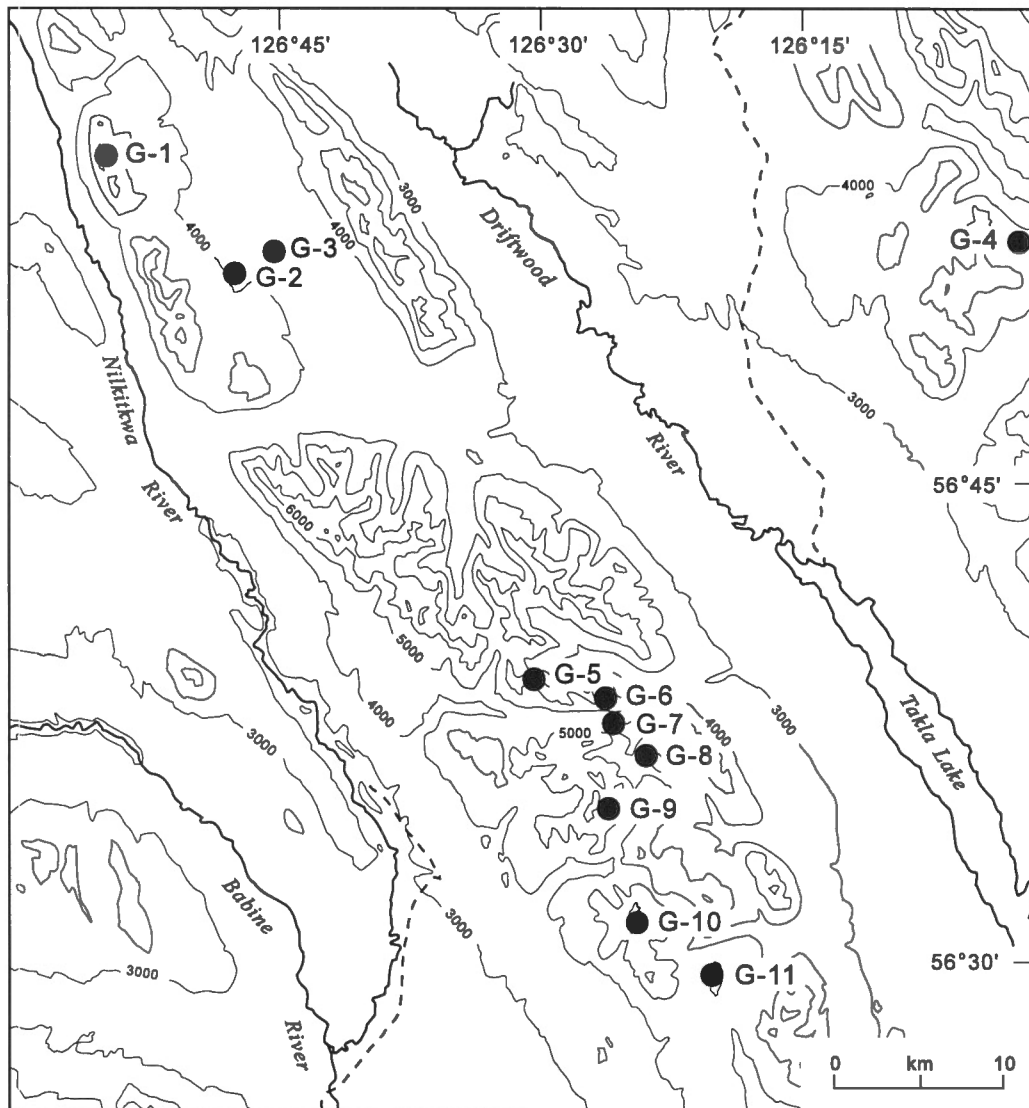 126°45'
126°30'
126°15'
G-1
3000
4000
Driftwood
4000
G-3
4000
G-4
G-2
Nilkitkwa
3000
River
56°45'
River
6000
5000
G-5
G-6
4000
3000
Takla Lake
4000
G-7
5000
G-8
3000
G-9
Babine
3000
G-10
56°30'
3000
G-11
River
0 km 10